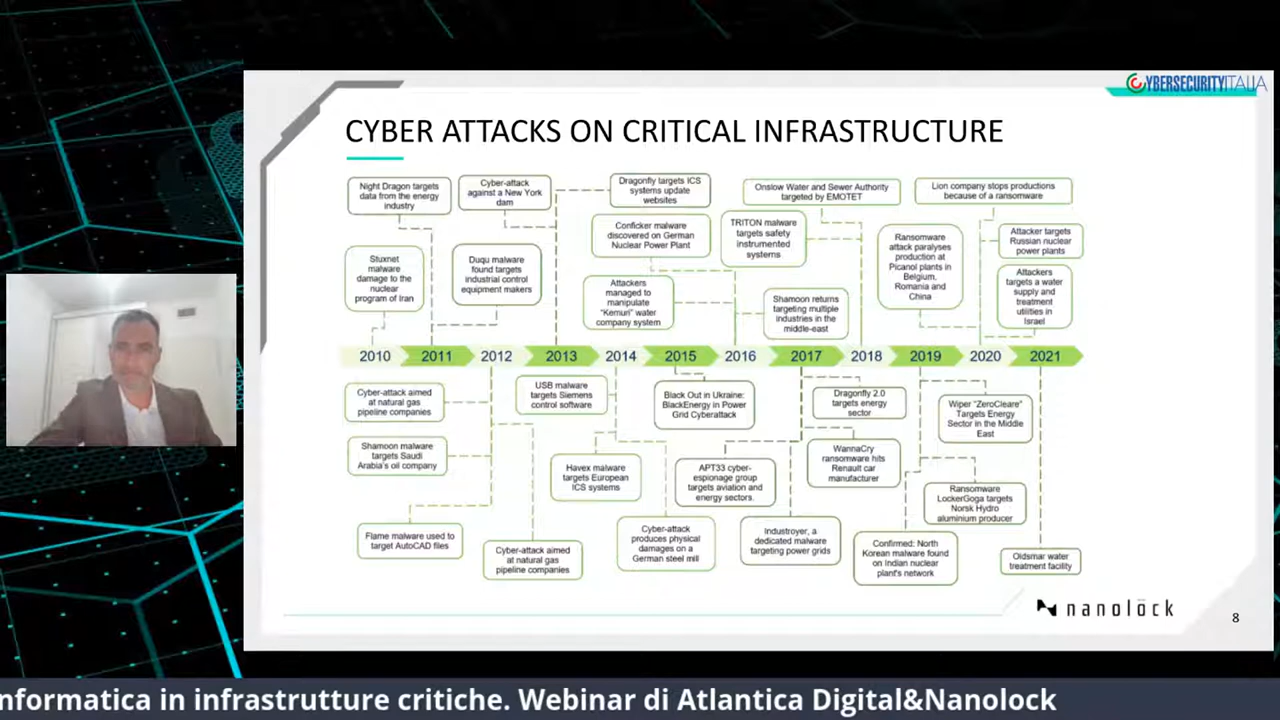 CYBERSECURITYITALIA
CYBER ATTACKS ON CRITICAL INFRASTRUCTURE
Night Dragon targets
data from the energy
industry
Cyber-attack
against a New York
dam
Dragonfly targets ICS
systems update
websites
Onslow Water and Sewer Authority
targeted by EMOTET
Lion company stops productions
because of a ransomware
Stuxnet
malware
damage to the
nuclear
program of Iran
Duqu malware
found targets
industrial control
equipment makers
Conficker malware
discovered on German
Nuclear Power Plant
Attackers
managed to
manipulate
"Kemuri" water
company system
TRITON malware
targets safety
instrumented
systems
Shamoon returns
targeting multiple
industries in the
middle-east
Ransomware
attack paralyses
production at
Picanol plants in
Belgium,
Romania and
China
Attacker targets
Russian nuclear
power plants
Attackers
targets a water
supply and
treatment
utilities in
Israel
2010 2011 2012 2013 2014 2015 2016 2017 2018 2019 2020 2021
Cyber-attack aimed
at natural gas
pipeline companies
Shamoon malware
targets Saudi
Arabia's oil company
Flame malware used to
target AutoCAD files
Cyber-attack aimed
at natural gas
pipeline companies
USB malware
targets Siemens
control software
Havex malware
targets European
ICS systems
Cyber-attack
produces physical
damages on a
German steel mill
Black Out in Ukraine:
BlackEnergy in Power
Grid Cyberattack
APT33 cyber-
espionage group
targets aviation and
energy sectors.
Industroyer, a
dedicated malware
targeting power grids
Dragonfly 2.0
targets energy
sector
WannaCry
ransomware hits
Renault car
manufacturer
Confirmed: North
Korean malware found
on Indian nuclear
plant's network
Wiper "ZeroCleare"
Targets Energy
Sector in the Middle
East
Ransomware
LockerGoga targets
Norsk Hydro
aluminium producer
Oldsmar water
treatment facility
nanolōck
8
nformatica in infrastrutture critiche. Webinar di Atlantica Digital&Nanolock